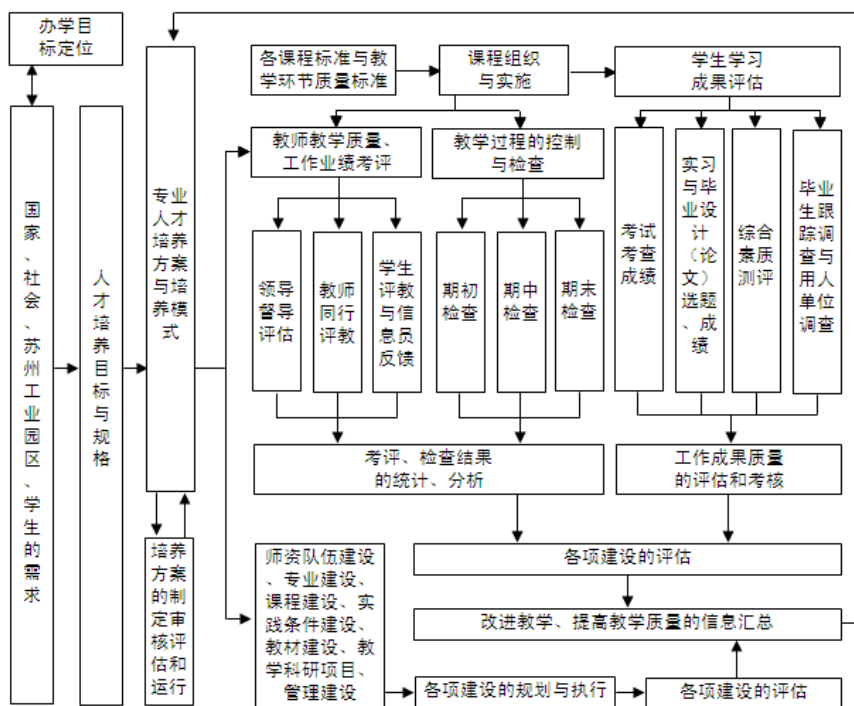 办学目
标定位
国家、社会、苏州工业园区、学生的需求
人才培养目标与规格
专业
人才
培养
方案
与培
养模
式
培养
方案
的制
定审
核评
估和
运行
各课程标准与教
学环节质量标准
课程组织
与实施
学生学习
成果评估
教师教学质量、
工作业绩考评
教学过程的控制
与检查
领导
督导
评估
教师
同行
评教
学生
评教
与信
息员
反馈
期初
检查
期中
检查
期末
检查
考试
考查
成绩
实习
与毕
业设
计
（论
文）
选题
、成
绩
综合
素质
测评
毕业
生跟
踪调
查与
用人
单位
调查
考评、检查结果
的统计、分析
工作成果质量
的评估和考核
师资队伍建设
、专业建设、
课程建设、实
践条件建设、
教材建设、教
学科研项目、
管理建设
各项建设的评估
改进教学、提高教学质量的信息汇总
各项建设的规划与执行
各项建设的评估